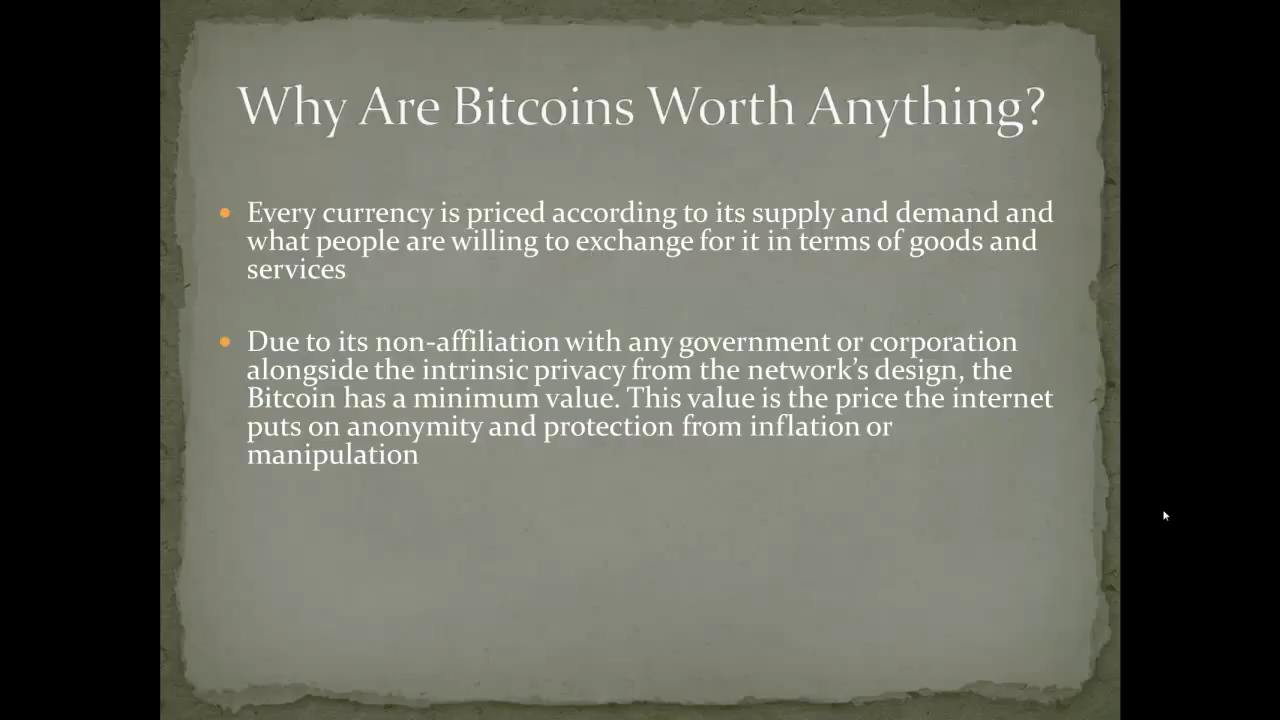 Why Are Bitcoins Worth Anything?
• Every currency is priced according to its supply and demand and
what people are willing to exchange for it in terms of goods and
services
• Due to its non-affiliation with any government or corporation
alongside the intrinsic privacy from the network’s design, the
Bitcoin has a minimum value. This value is the price the internet
puts on anonymity and protection from inflation or
manipulation